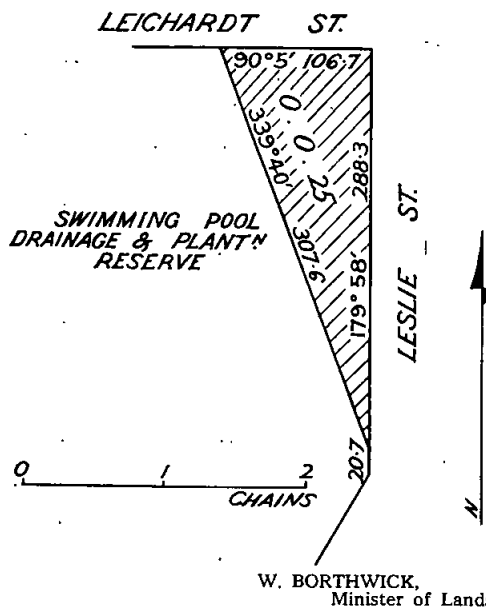 LEICHARDT ST.
90°5' 106.7
0. 0. 25
339°40'
307.6
288.3
179° 58'
LESLIE ST.
SWIMMING POOL
DRAINAGE & PLANTN
RESERVE
20.7
0 1 2
CHAINS
N
W. BORTHWICK,
Minister of Land